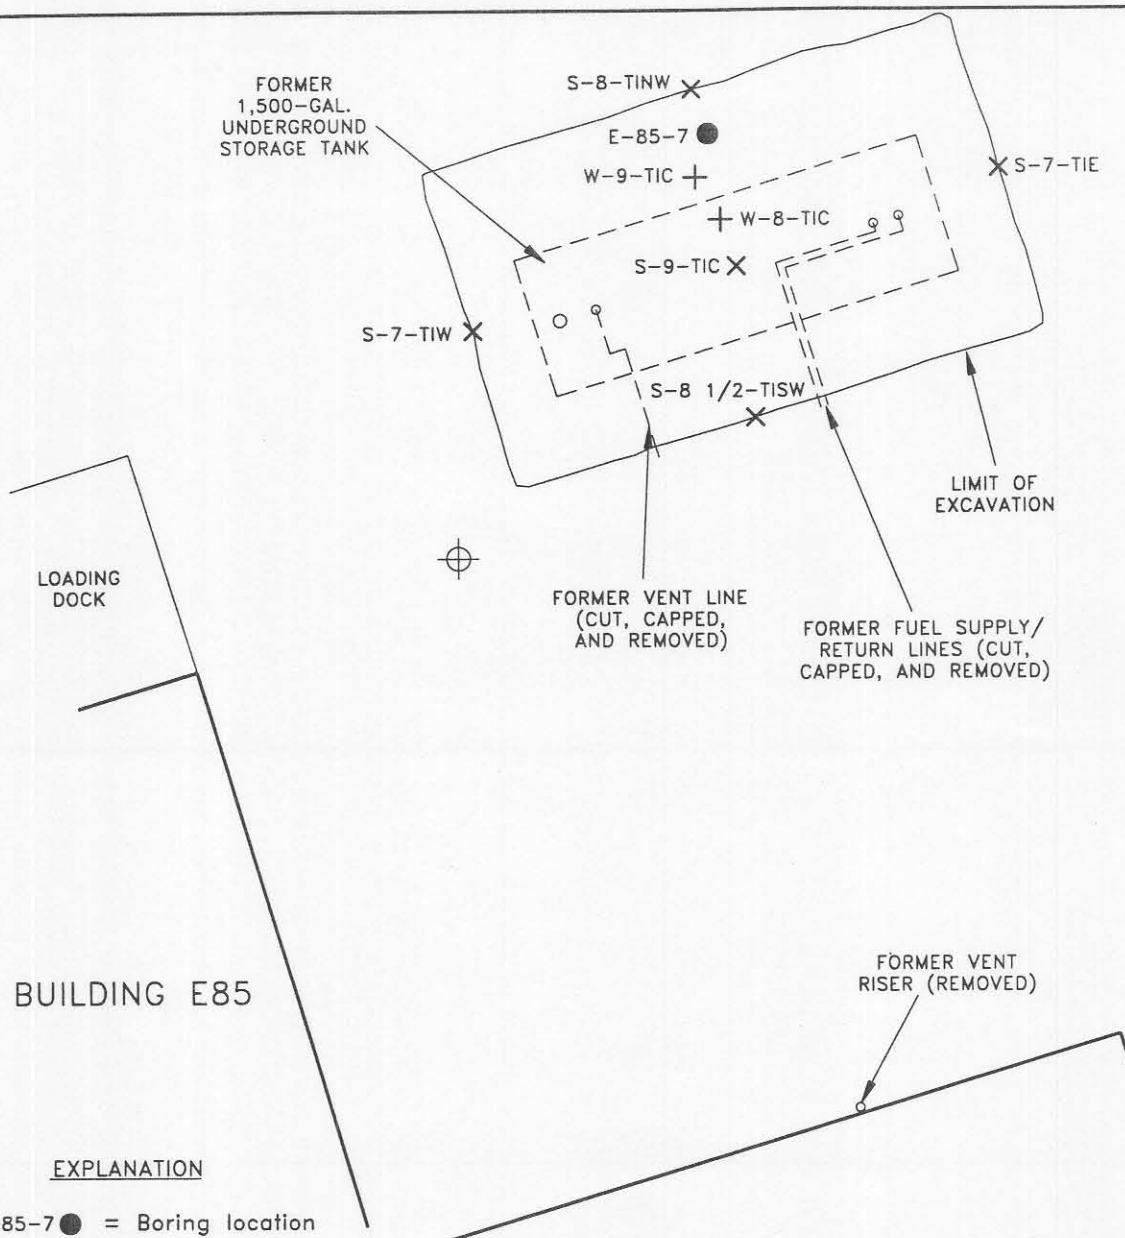 FORMER
1,500-GAL.
UNDERGROUND
STORAGE TANK
S-8-TINW
E-85-7
W-9-TIC
S-7-TIE
W-8-TIC
S-9-TIC
S-7-TIW
S-8 1/2-TISW
LIMIT OF
EXCAVATION
LOADING
DOCK
FORMER VENT LINE
(CUT, CAPPED,
AND REMOVED)
FORMER FUEL SUPPLY/
RETURN LINES (CUT,
CAPPED, AND REMOVED)
BUILDING E85
FORMER VENT
RISER (REMOVED)
EXPLANATION
85-7 = Boring location